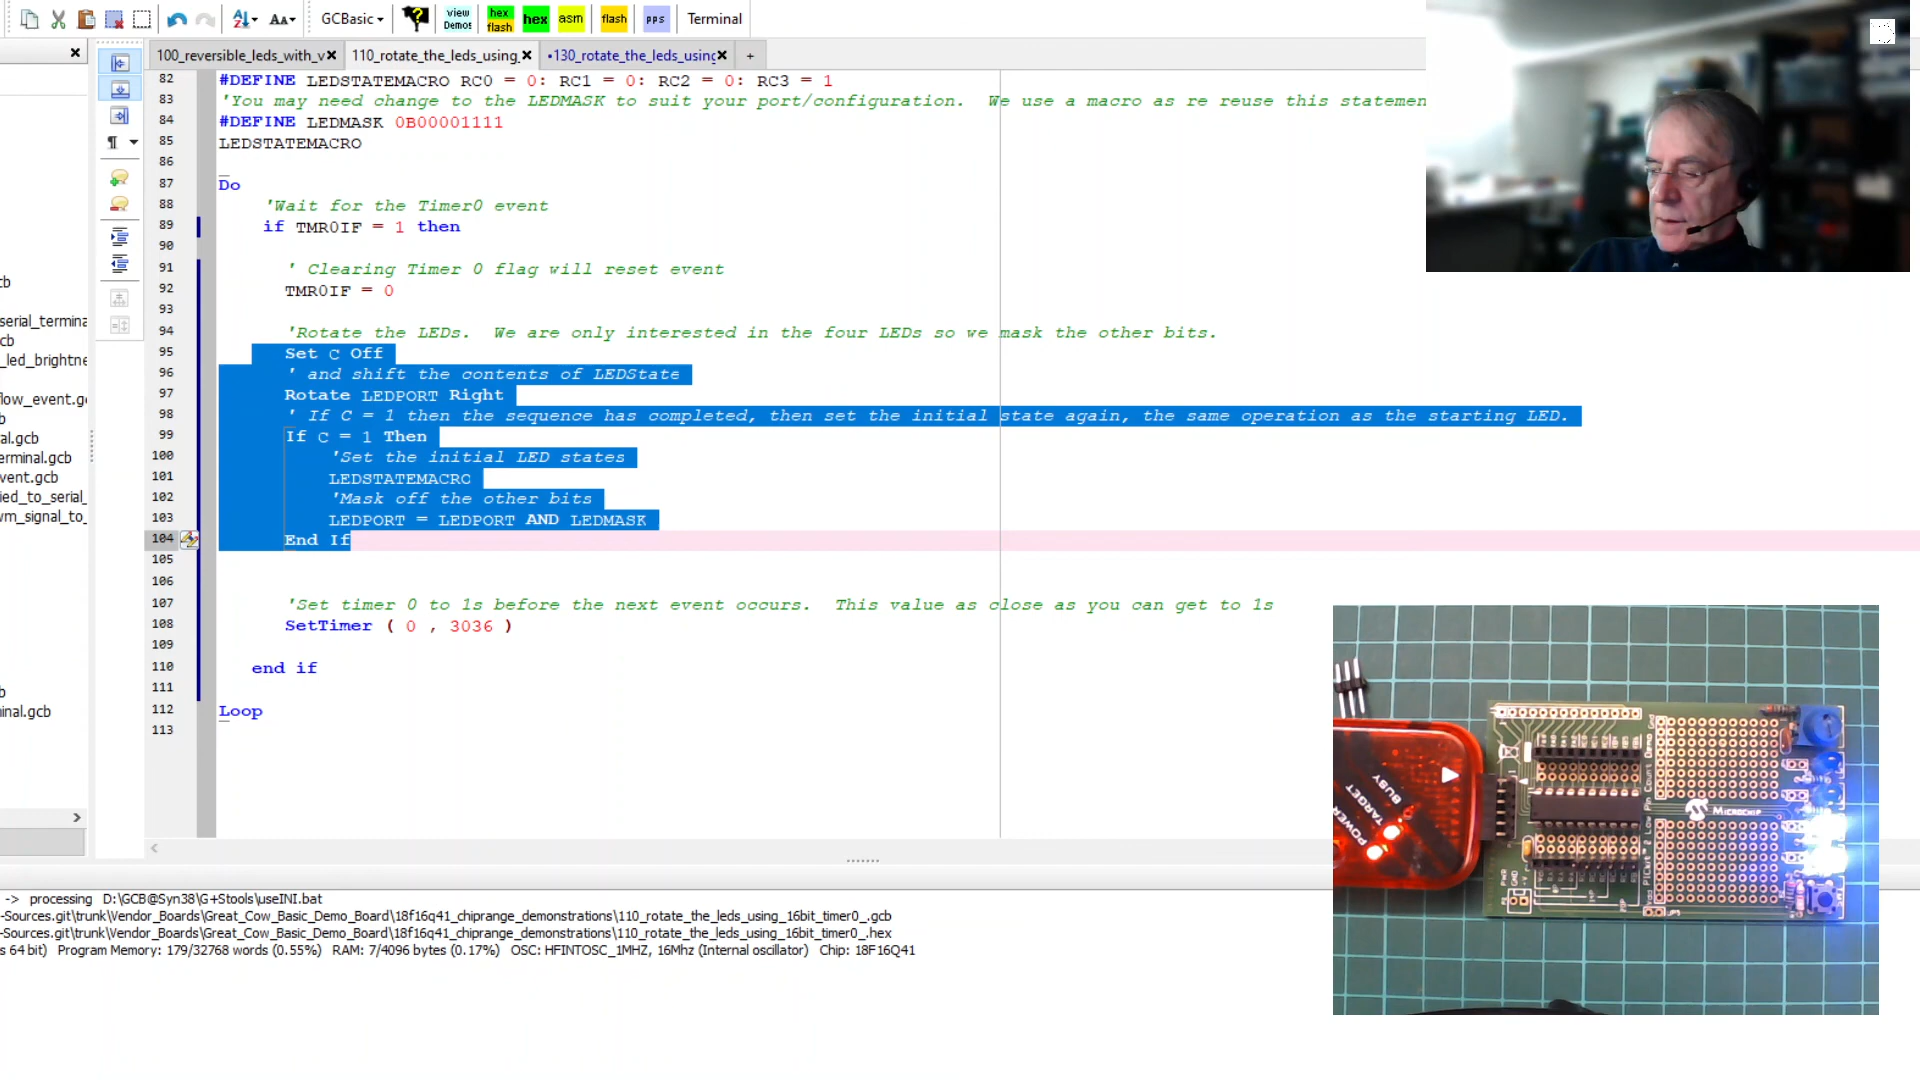 GCBasic
view Demos
hex flash
hex
asm
flash
pps
Terminal
100_reversible_leds_with_v
110_rotate_the_leds_using_
•130_rotate_the_leds_using
+
82 #DEFINE LEDSTATEMACRO RC0 = 0: RC1 = 0: RC2 = 0: RC3 = 1
83 'You may need change to the LEDMASK to suit your port/configuration.  We use a macro as re reuse this statemen
84 #DEFINE LEDMASK 0B00001111
85 LEDSTATEMACRO
86
87 Do
88 'Wait for the Timer0 event
89 if TMR0IF = 1 then
90
91 ' Clearing Timer 0 flag will reset event
92 TMR0IF = 0
93
94 'Rotate the LEDs.  We are only interested in the four LEDs so we mask the other bits.
95 Set C Off
96 ' and shift the contents of LEDState
97 Rotate LEDPORT Right
98 ' If C = 1 then the sequence has completed, then set the initial state again, the same operation as the starting LED.
99 If C = 1 Then
100 'Set the initial LED states
101 LEDSTATEMACRO
102 'Mask off the other bits
103 LEDPORT = LEDPORT AND LEDMASK
104 End If
105
106
107 'Set timer 0 to 1s before the next event occurs.  This value as close as you can get to 1s
108 SetTimer ( 0 , 3036 )
109
110 end if
111
112 Loop
113
cb
serial_termina
cb
_led_brightne
flow_event.gc
b
al.gcb
erminal.gcb
vent.gcb
ied_to_serial_
wm_signal_to_
b
inal.gcb
-> processing D:\GCB@Syn38\G+Stools\useINI.bat
-Sources.git\trunk\Vendor_Boards\Great_Cow_Basic_Demo_Board\18f16q41_chiprange_demonstrations\110_rotate_the_leds_using_16bit_timer0_.gcb
-Sources.git\trunk\Vendor_Boards\Great_Cow_Basic_Demo_Board\18f16q41_chiprange_demonstrations\110_rotate_the_leds_using_16bit_timer0_.hex
s 64 bit) Program Memory: 179/32768 words (0.55%) RAM: 7/4096 bytes (0.17%) OSC: HFINTOSC_1MHZ, 16Mhz (Internal oscillator) Chip: 18F16Q41
BUSY
TARGET
POWER
MICROCHIP